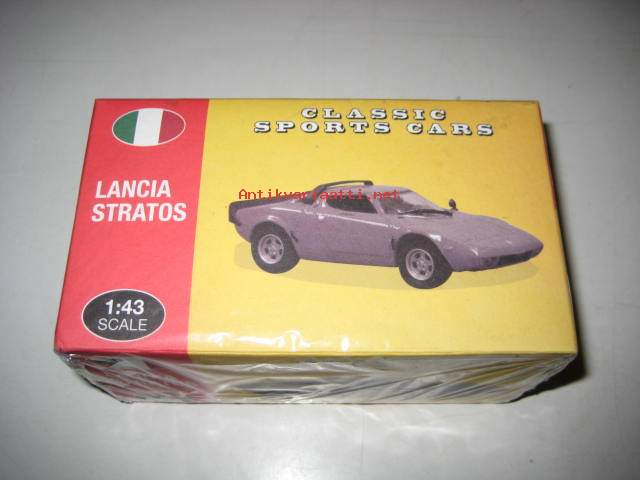 CLASSIC
SPORTS CARS
LANCIA
STRATOS
Antikvariaatti.net
1:43
SCALE